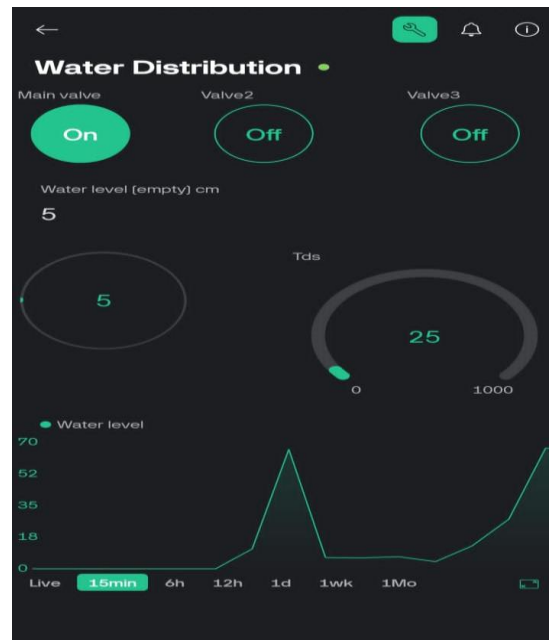 Water Distribution
Main valve Valve2 Valve3
On Off Off
Water level (empty) cm
5
Tds
5
25
0 1000
Water level
70
52
35
18
0
Live 15min 6h 12h 1d 1wk 1Mo